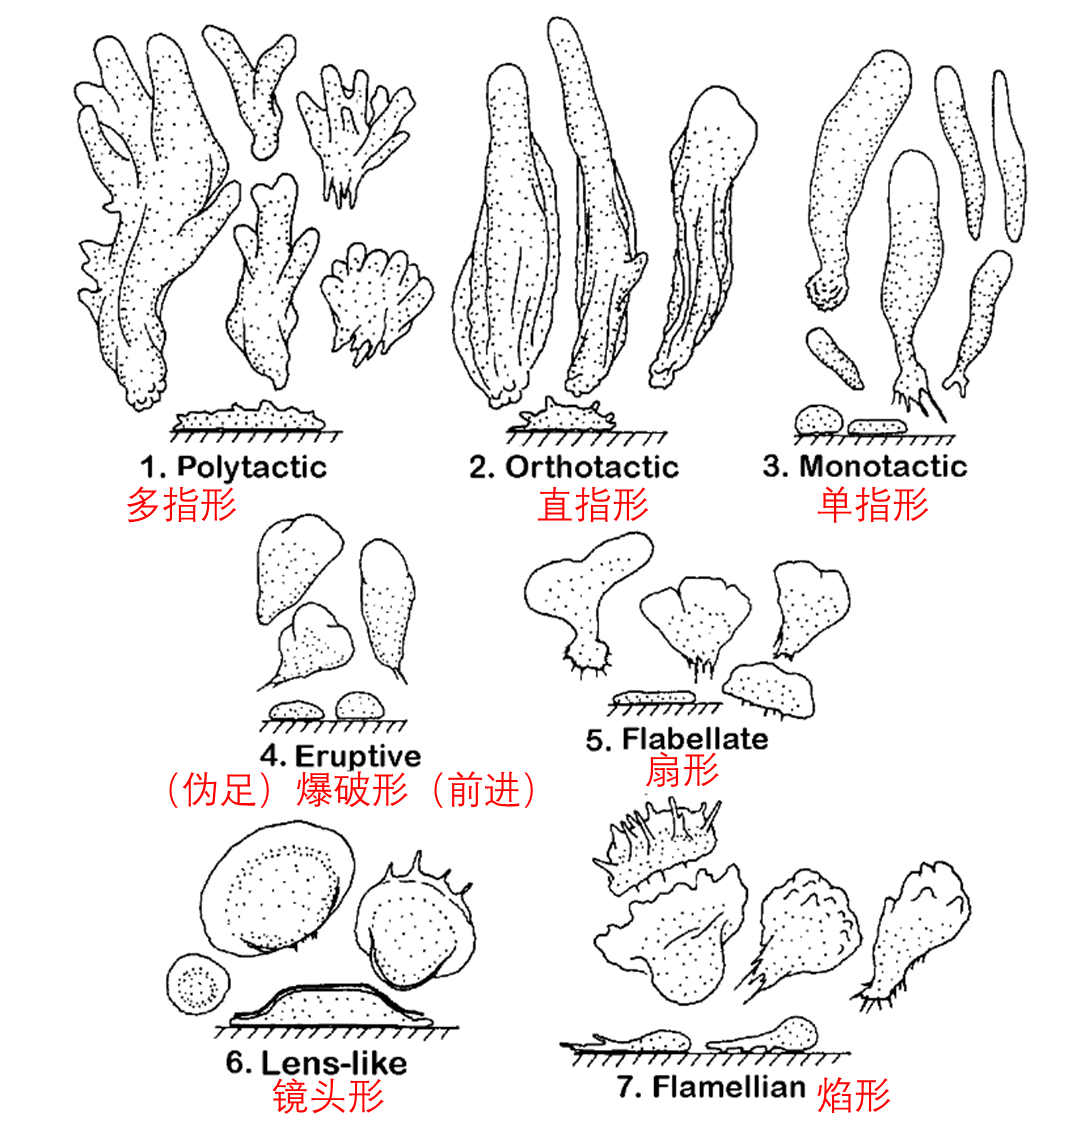 1. Polytactic
多指形
2. Orthotactic
直指形
3. Monotactic
单指形
4. Eruptive
（伪足）爆破形（前进）
5. Flabellate
扇形
6. Lens-like
镜头形
7. Flamellian 焰形